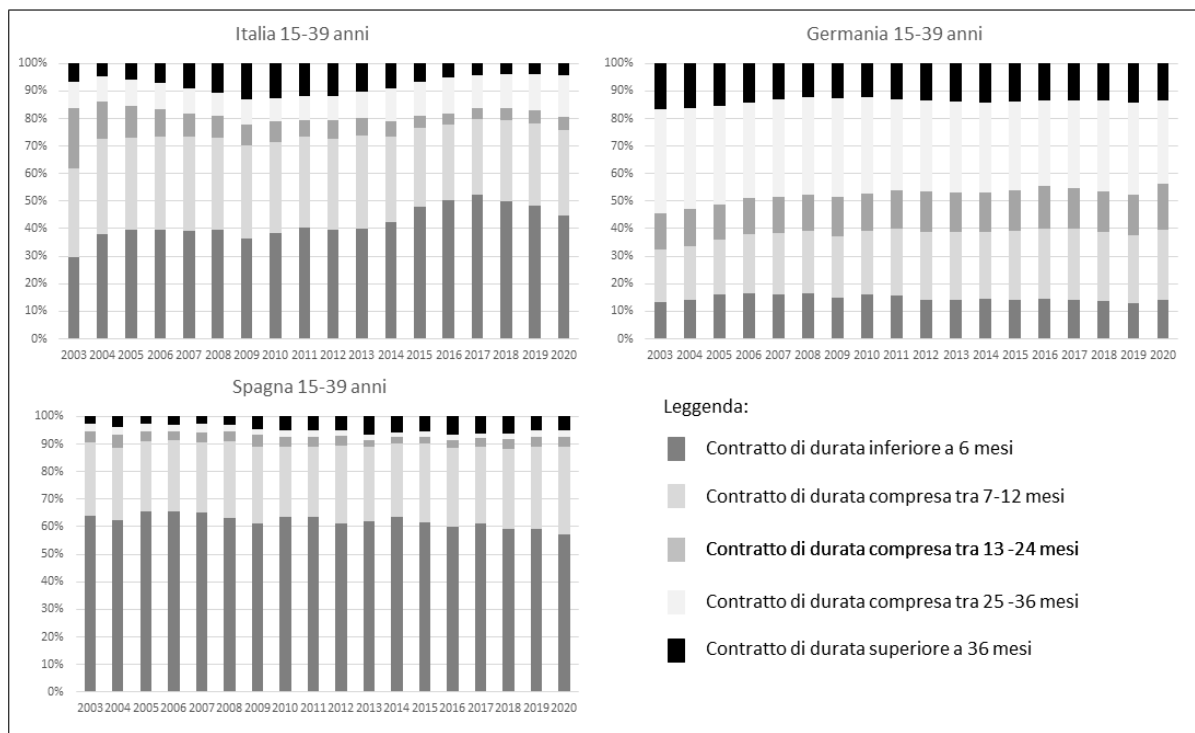 Italia 15-39 anni
100%
90%
80%
70%
60%
50%
40%
30%
20%
10%
0%
2003 2004 2005 2006 2007 2008 2009 2010 2011 2012 2013 2014 2015 2016 2017 2018 2019 2020
Germania 15-39 anni
100%
90%
80%
70%
60%
50%
40%
30%
20%
10%
0%
2003 2004 2005 2006 2007 2008 2009 2010 2011 2012 2013 2014 2015 2016 2017 2018 2019 2020
Spagna 15-39 anni
100%
90%
80%
70%
60%
50%
40%
30%
20%
10%
0%
2003 2004 2005 2006 2007 2008 2009 2010 2011 2012 2013 2014 2015 2016 2017 2018 2019 2020
Leggenda:
Contratto di durata inferiore a 6 mesi
Contratto di durata compresa tra 7-12 mesi
Contratto di durata compresa tra 13 -24 mesi
Contratto di durata compresa tra 25 -36 mesi
Contratto di durata superiore a 36 mesi